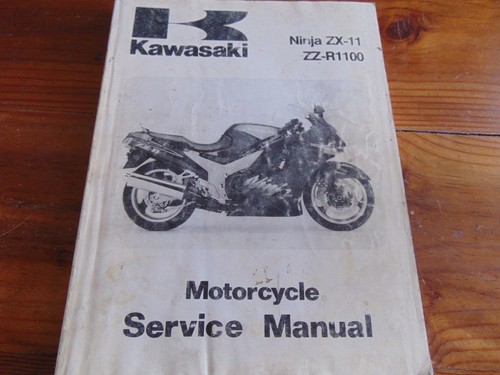 Kawasaki
Ninja ZX-11
ZZ-R1100
Motorcycle
Service Manual